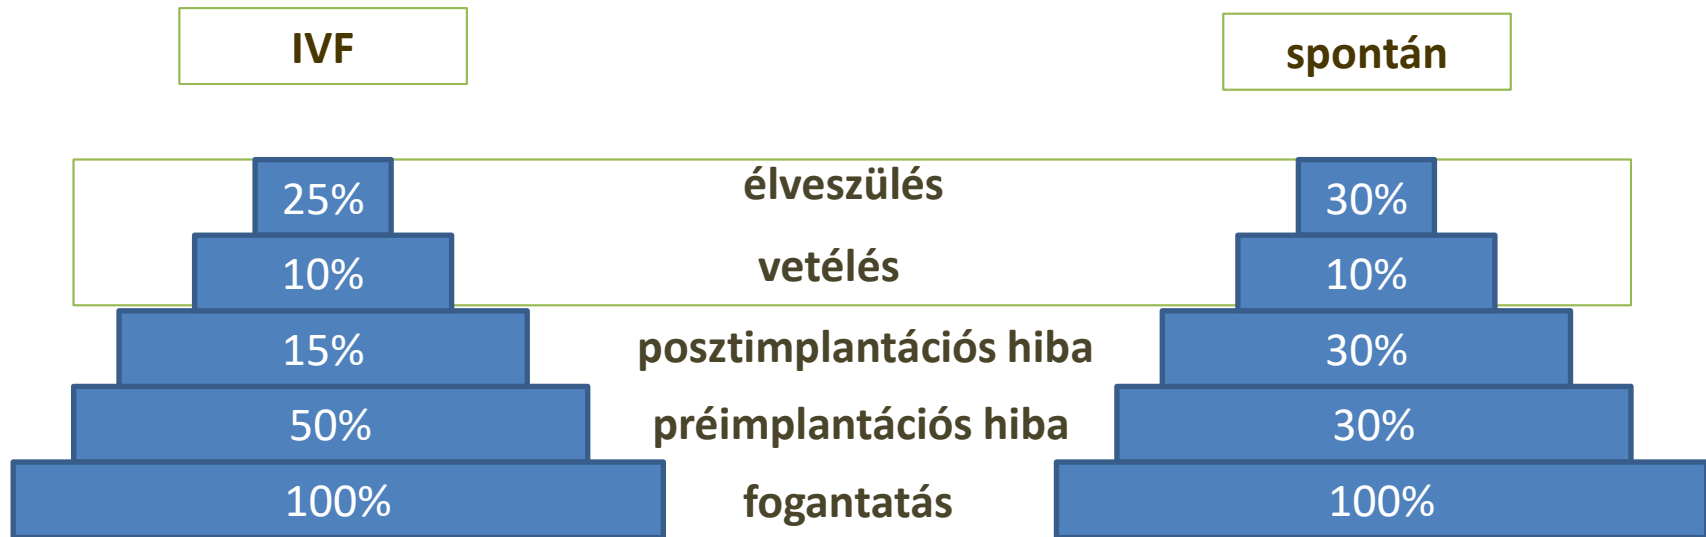 IVF
spontán
25%
élveszülés
30%
10%
vetélés
10%
15%
posztimplantációs hiba
30%
50%
préimplantációs hiba
30%
100%
fogantatás
100%